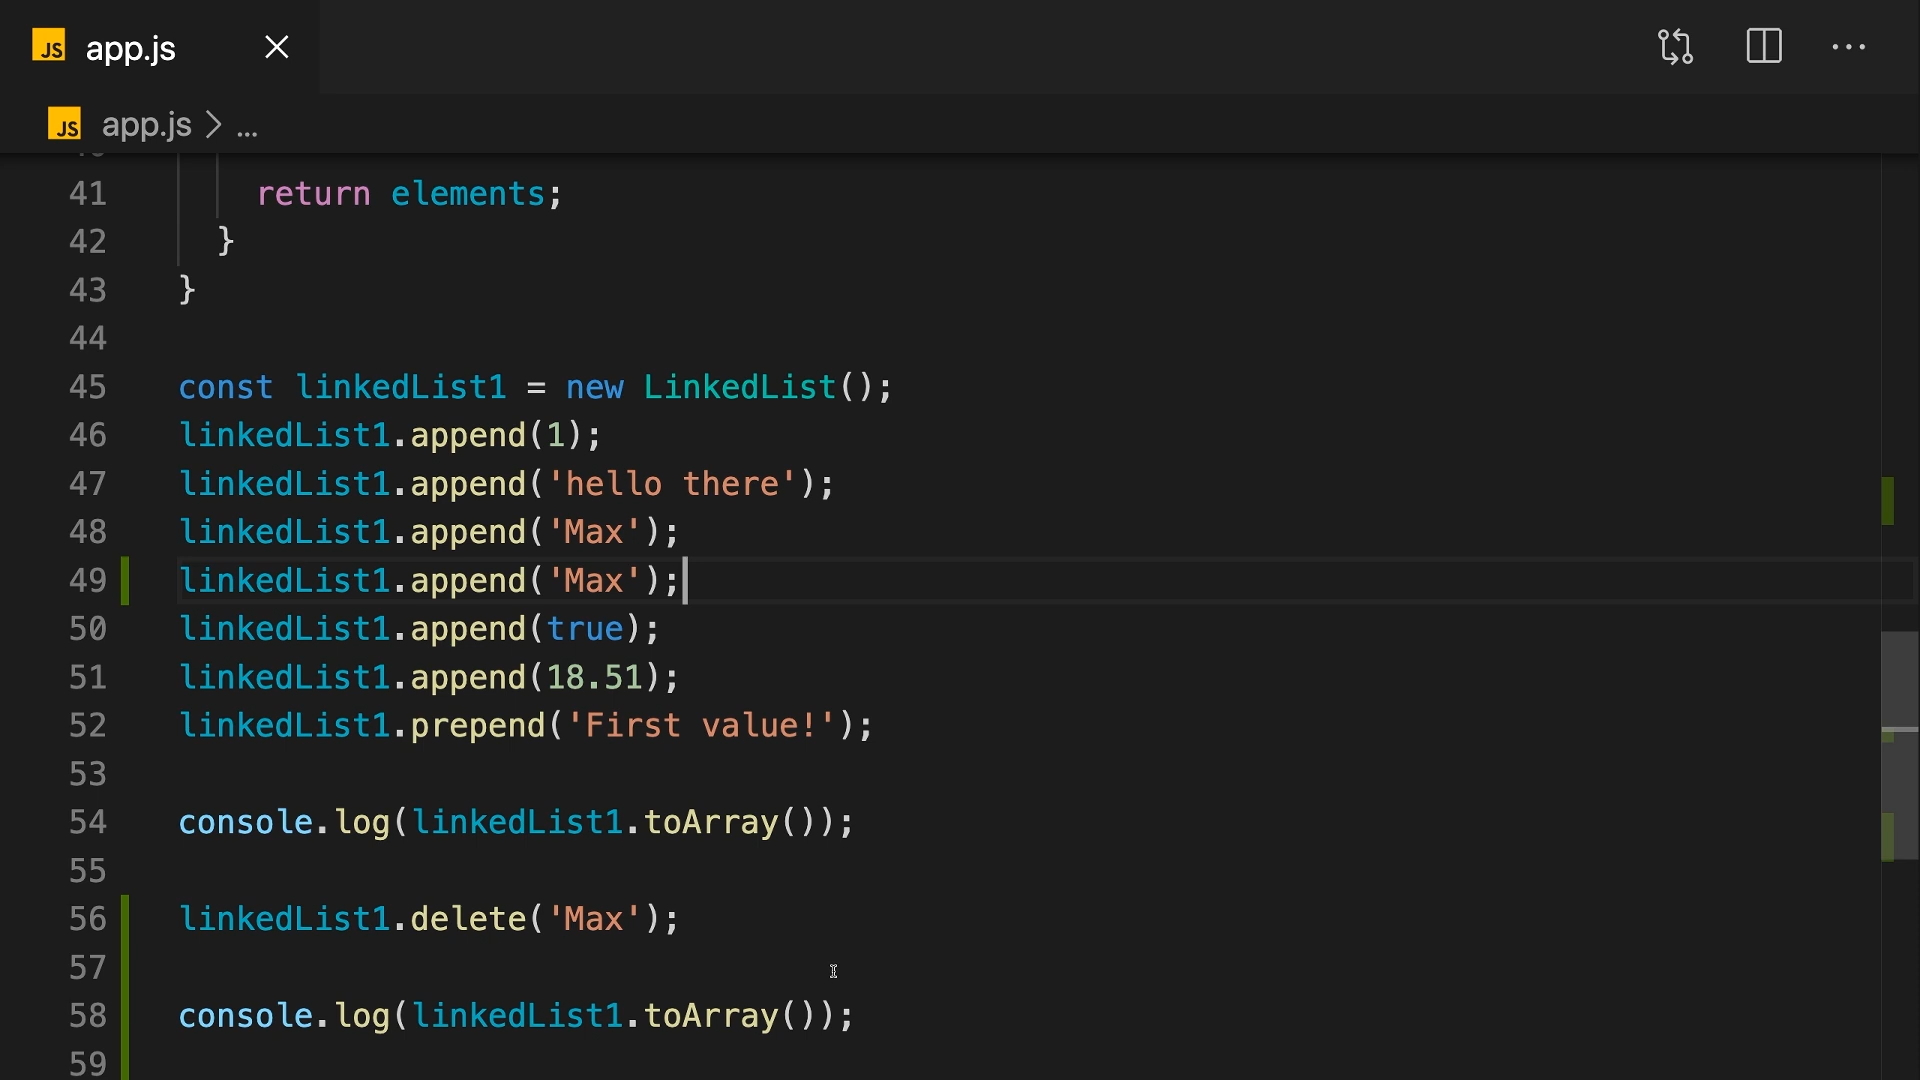 JS app.js
JS app.js > ...
41 return elements;
42 }
43 }
44
45 const linkedList1 = new LinkedList();
46 linkedList1.append(1);
47 linkedList1.append('hello there');
48 linkedList1.append('Max');
49 linkedList1.append('Max');
50 linkedList1.append(true);
51 linkedList1.append(18.51);
52 linkedList1.prepend('First value!');
53
54 console.log(linkedList1.toArray());
55
56 linkedList1.delete('Max');
57
58 console.log(linkedList1.toArray());
59